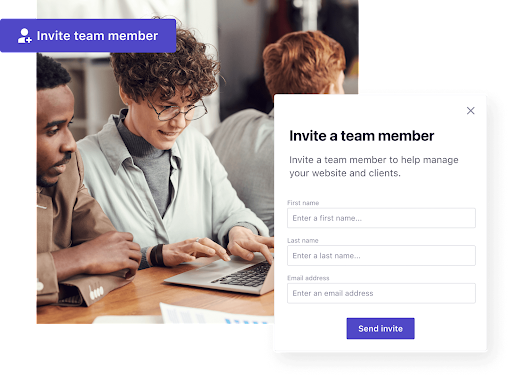 Invite team member
Invite a team member
Invite a team member to help manage
your website and clients.
First name
Enter a first name...
Last name
Enter a last name...
Email address
Enter an email address
Send invite